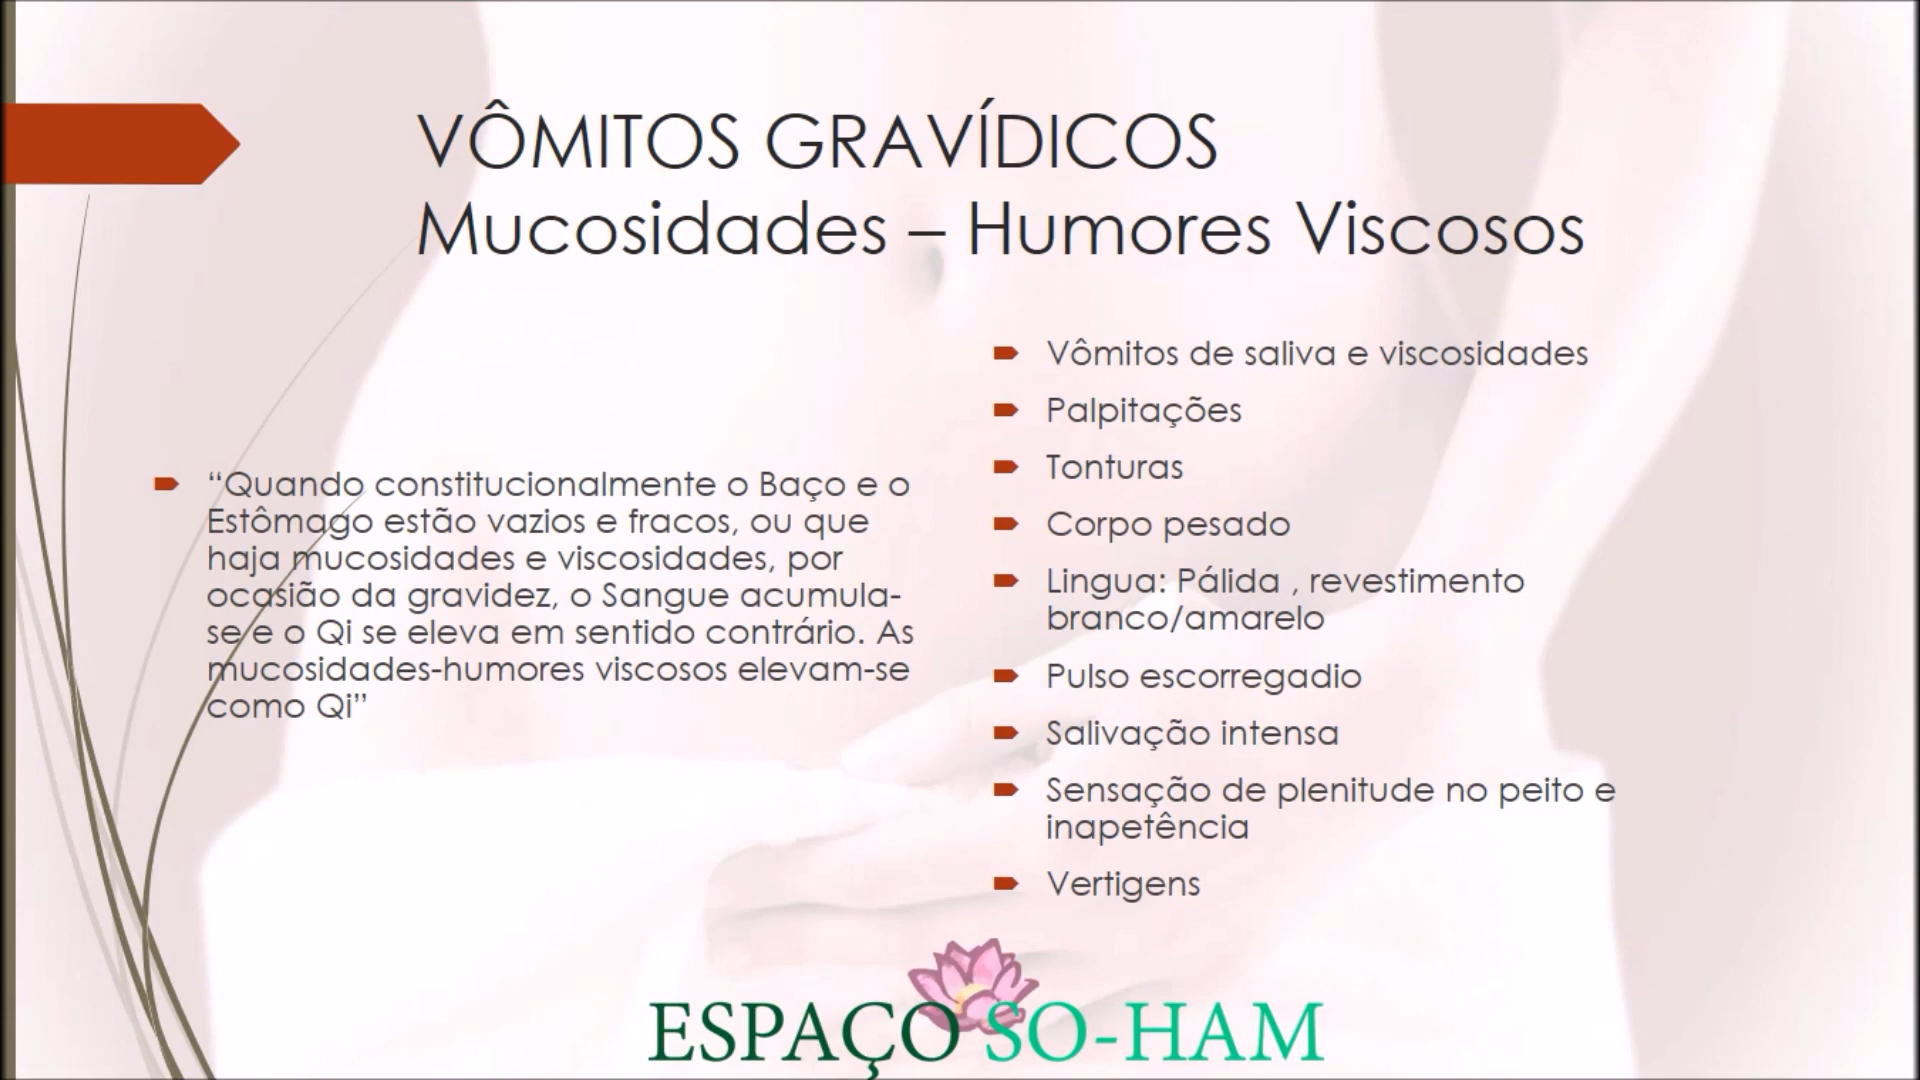 VÔMITOS GRAVÍDICOS
Mucosidades – Humores Viscosos
“Quando constitucionalmente o Baço e o
Estômago estão vazios e fracos, ou que
haja mucosidades e viscosidades, por
ocasião da gravidez, o Sangue acumula-
se e o Qi se eleva em sentido contrário. As
mucosidades-humores viscosos elevam-se
como Qi”
Vômitos de saliva e viscosidades
Palpitações
Tonturas
Corpo pesado
Lingua: Pálida , revestimento
branco/amarelo
Pulso escorregadio
Salivação intensa
Sensação de plenitude no peito e
inapetência
Vertigens
ESPAÇO SO-HAM